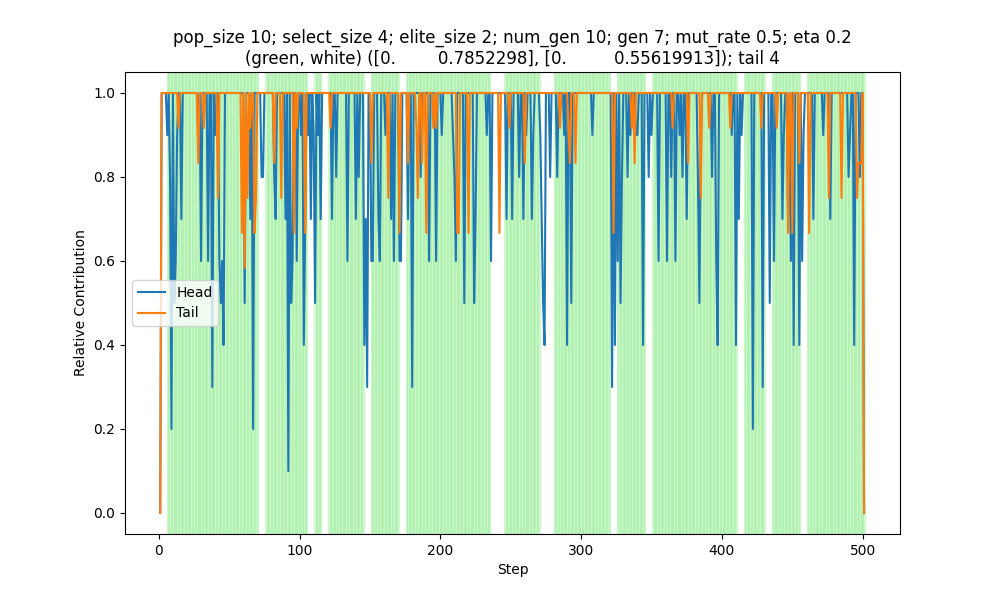 pop_size 10; select_size 4; elite_size 2; num_gen 10; gen 7; mut_rate 0.5; eta 0.2
(green, white) ([0.        0.7852298], [0.         0.55619913]); tail 4
1.0
0.8
0.6
0.4
0.2
0.0
Relative Contribution
Head
Tail
0
100
200
300
400
500
Step